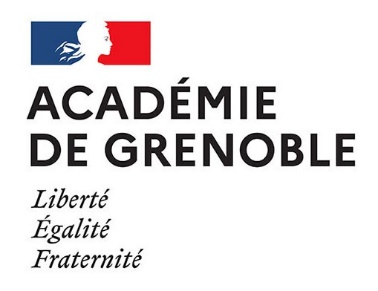 ACADÉMIE
DE GRENOBLE
Liberté
Égalité
Fraternité